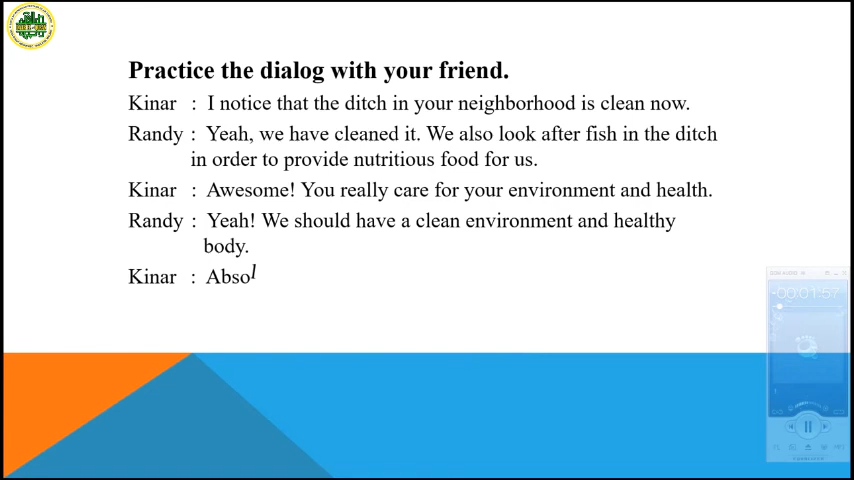 Practice the dialog with your friend.
Kinar : I notice that the ditch in your neighborhood is clean now.
Randy : Yeah, we have cleaned it. We also look after fish in the ditch
in order to provide nutritious food for us.
Kinar : Awesome! You really care for your environment and health.
Randy : Yeah! We should have a clean environment and healthy
body.
Kinar : Absol
-00:01:57